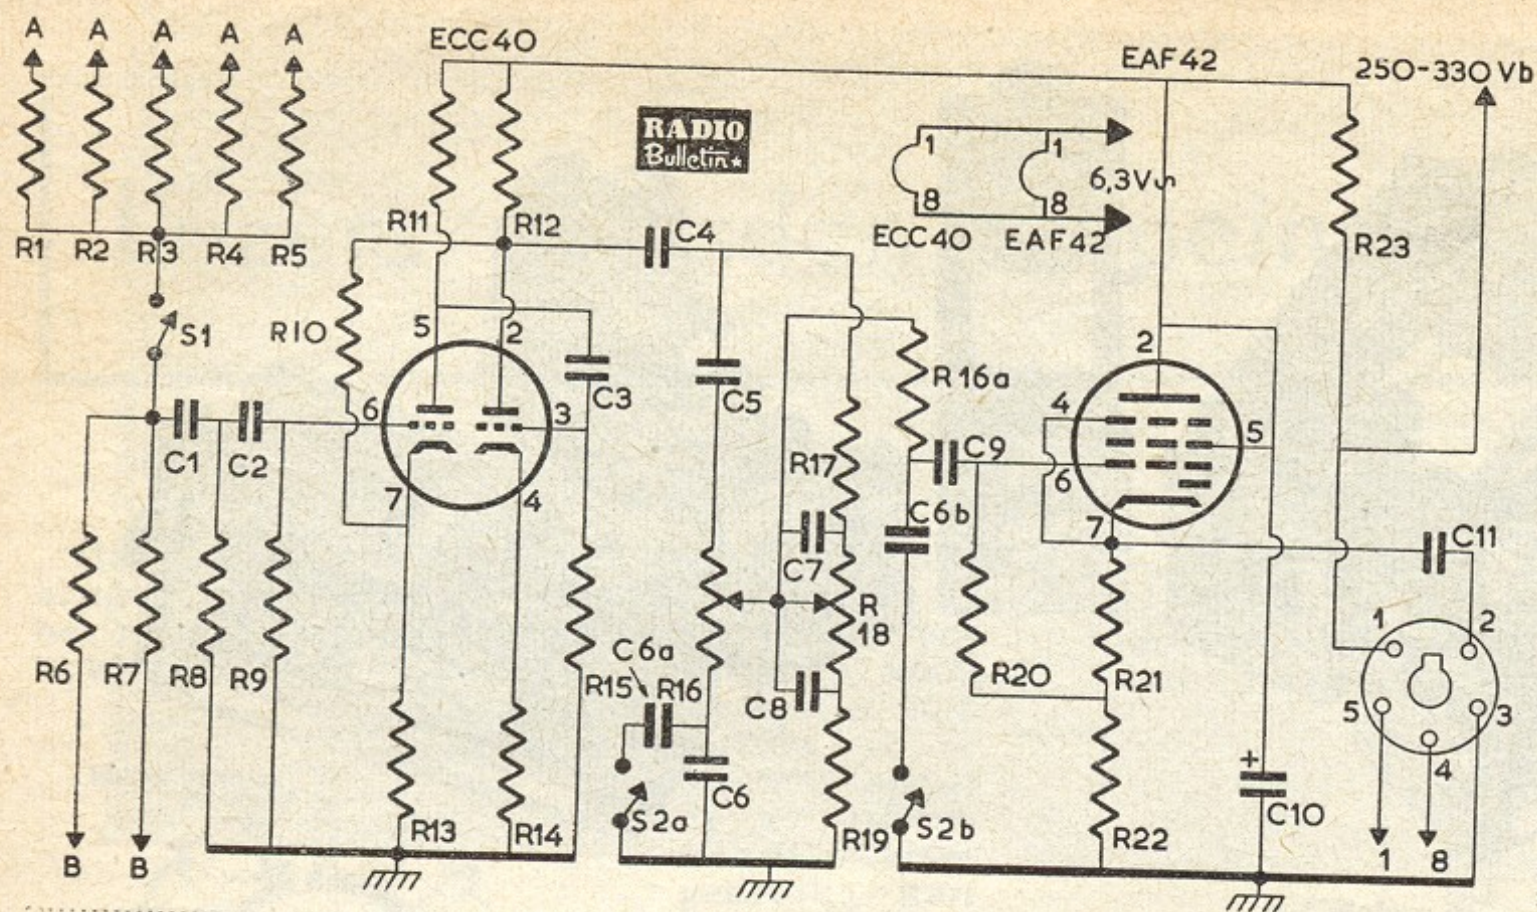 A A A A A
ECC40
EAF42
250-330 Vb
RADIO
Bulletin
1 1
6,3V
8 8
ECC40 EAF42
R11 R12
C4
R1 R2 R3 R4 R5
R23
S1
R10
5 2
C3
C5
R16a
2
4
5
6
3
C1 C2
R17
C9
6
7
4
C6b
7
C11
C7
R18
1 2
R6 R7 R8 R9
C6a
R15 R16
C8
R20 R21
5 3
4
+
C10
C6
S2a
S2b
R13 R14
R19
R22
B B
1 8